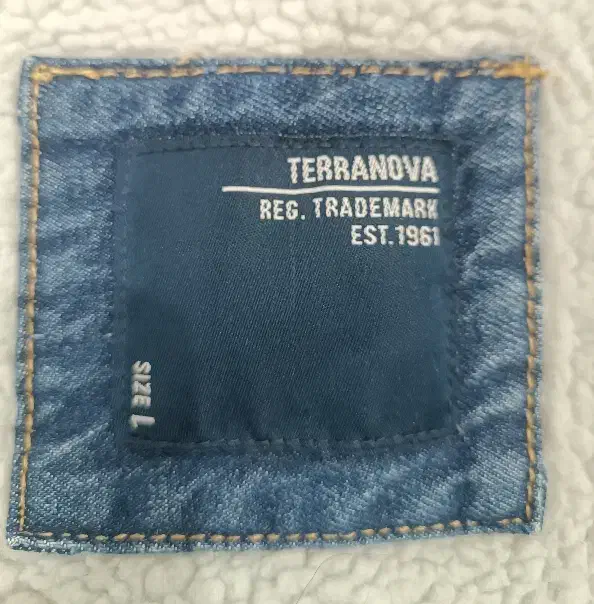 TERRANOVA
REG. TRADEMARK
EST.1961
SIZE L